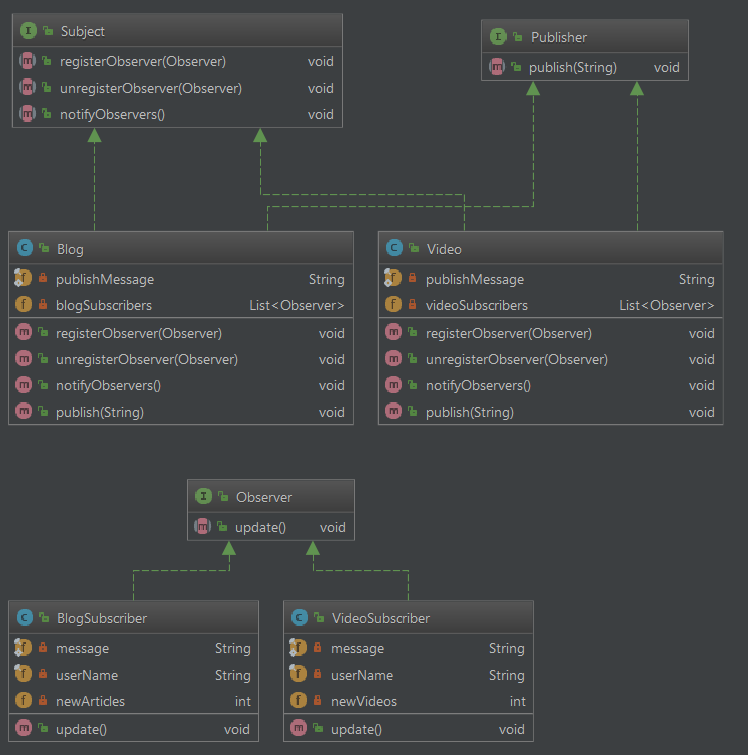 Subject
registerObserver(Observer) void
unregisterObserver(Observer) void
notifyObservers() void
Publisher
publish(String) void
Blog
publishMessage String
blogSubscribers List<Observer>
registerObserver(Observer) void
unregisterObserver(Observer) void
notifyObservers() void
publish(String) void
Video
publishMessage String
videoSubscribers List<Observer>
registerObserver(Observer) void
unregisterObserver(Observer) void
notifyObservers() void
publish(String) void
Observer
update() void
BlogSubscriber
message String
userName String
newArticles int
update() void
VideoSubscriber
message String
userName String
newVideos int
update() void